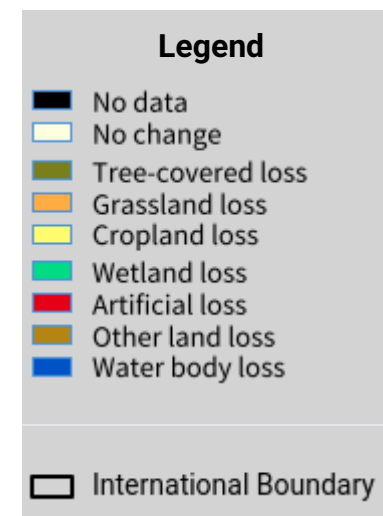 Legend
No data
No change
Tree-covered loss
Grassland loss
Cropland loss
Wetland loss
Artificial loss
Other land loss
Water body loss
International Boundary